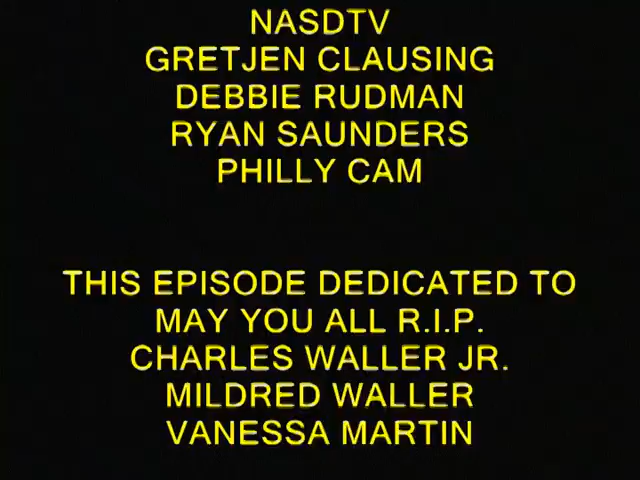 NASDTV
GRETJEN CLAUSING
DEBBIE RUDMAN
RYAN SAUNDERS
PHILLY CAM
THIS EPISODE DEDICATED TO
MAY YOU ALL R.I.P.
CHARLES WALLER JR.
MILDRED WALLER
VANESSA MARTIN